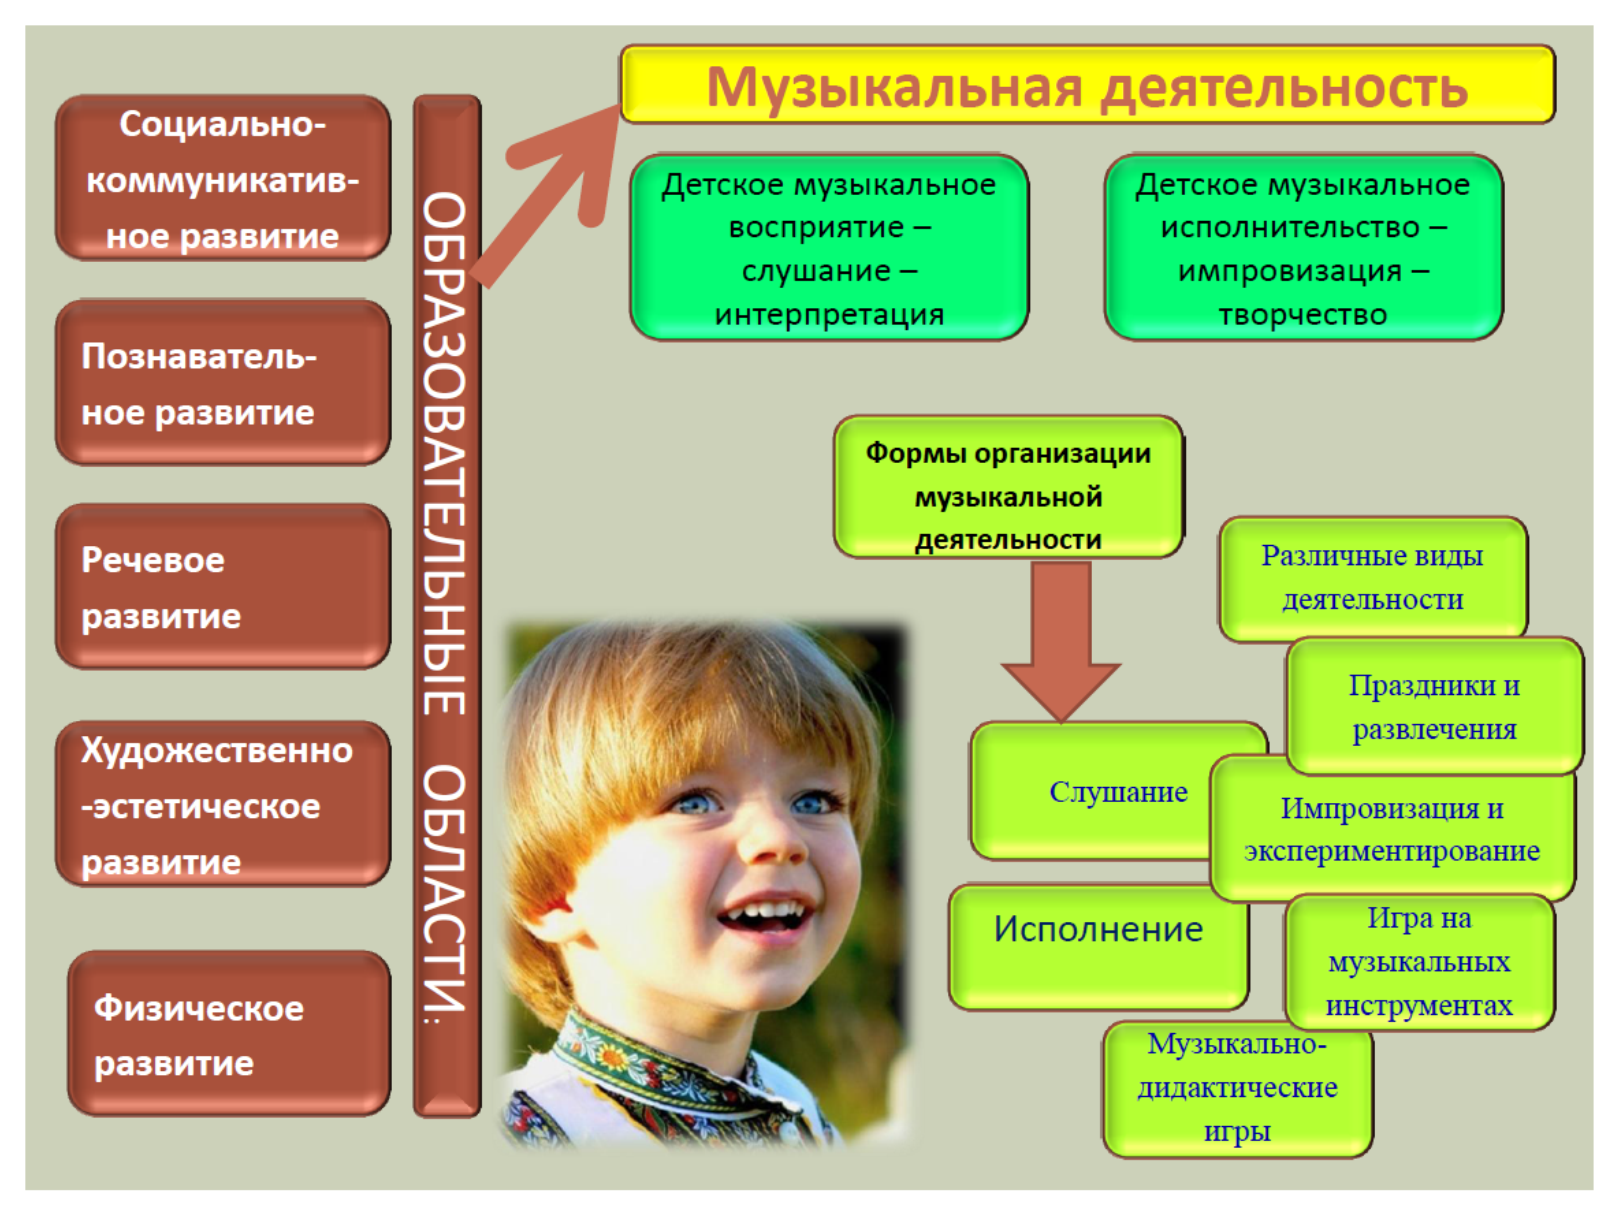 Музыкальная деятельность
Социально-
коммуникатив-
ное развитие
Познаватель-
ное развитие
Речевое
развитие
Художественно
-эстетическое
развитие
Физическое
развитие
ОБРАЗОВАТЕЛЬНЫЕ ОБЛАСТИ:
Детское музыкальное
восприятие –
слушание –
интерпретация
Детское музыкальное
исполнительство –
импровизация –
творчество
Формы организации
музыкальной
деятельности
Различные виды
деятельности
Праздники и
развлечения
Слушание
Импровизация и
экспериментирование
Исполнение
Игра на
музыкальных
инструментах
Музыкально-
дидактические
игры